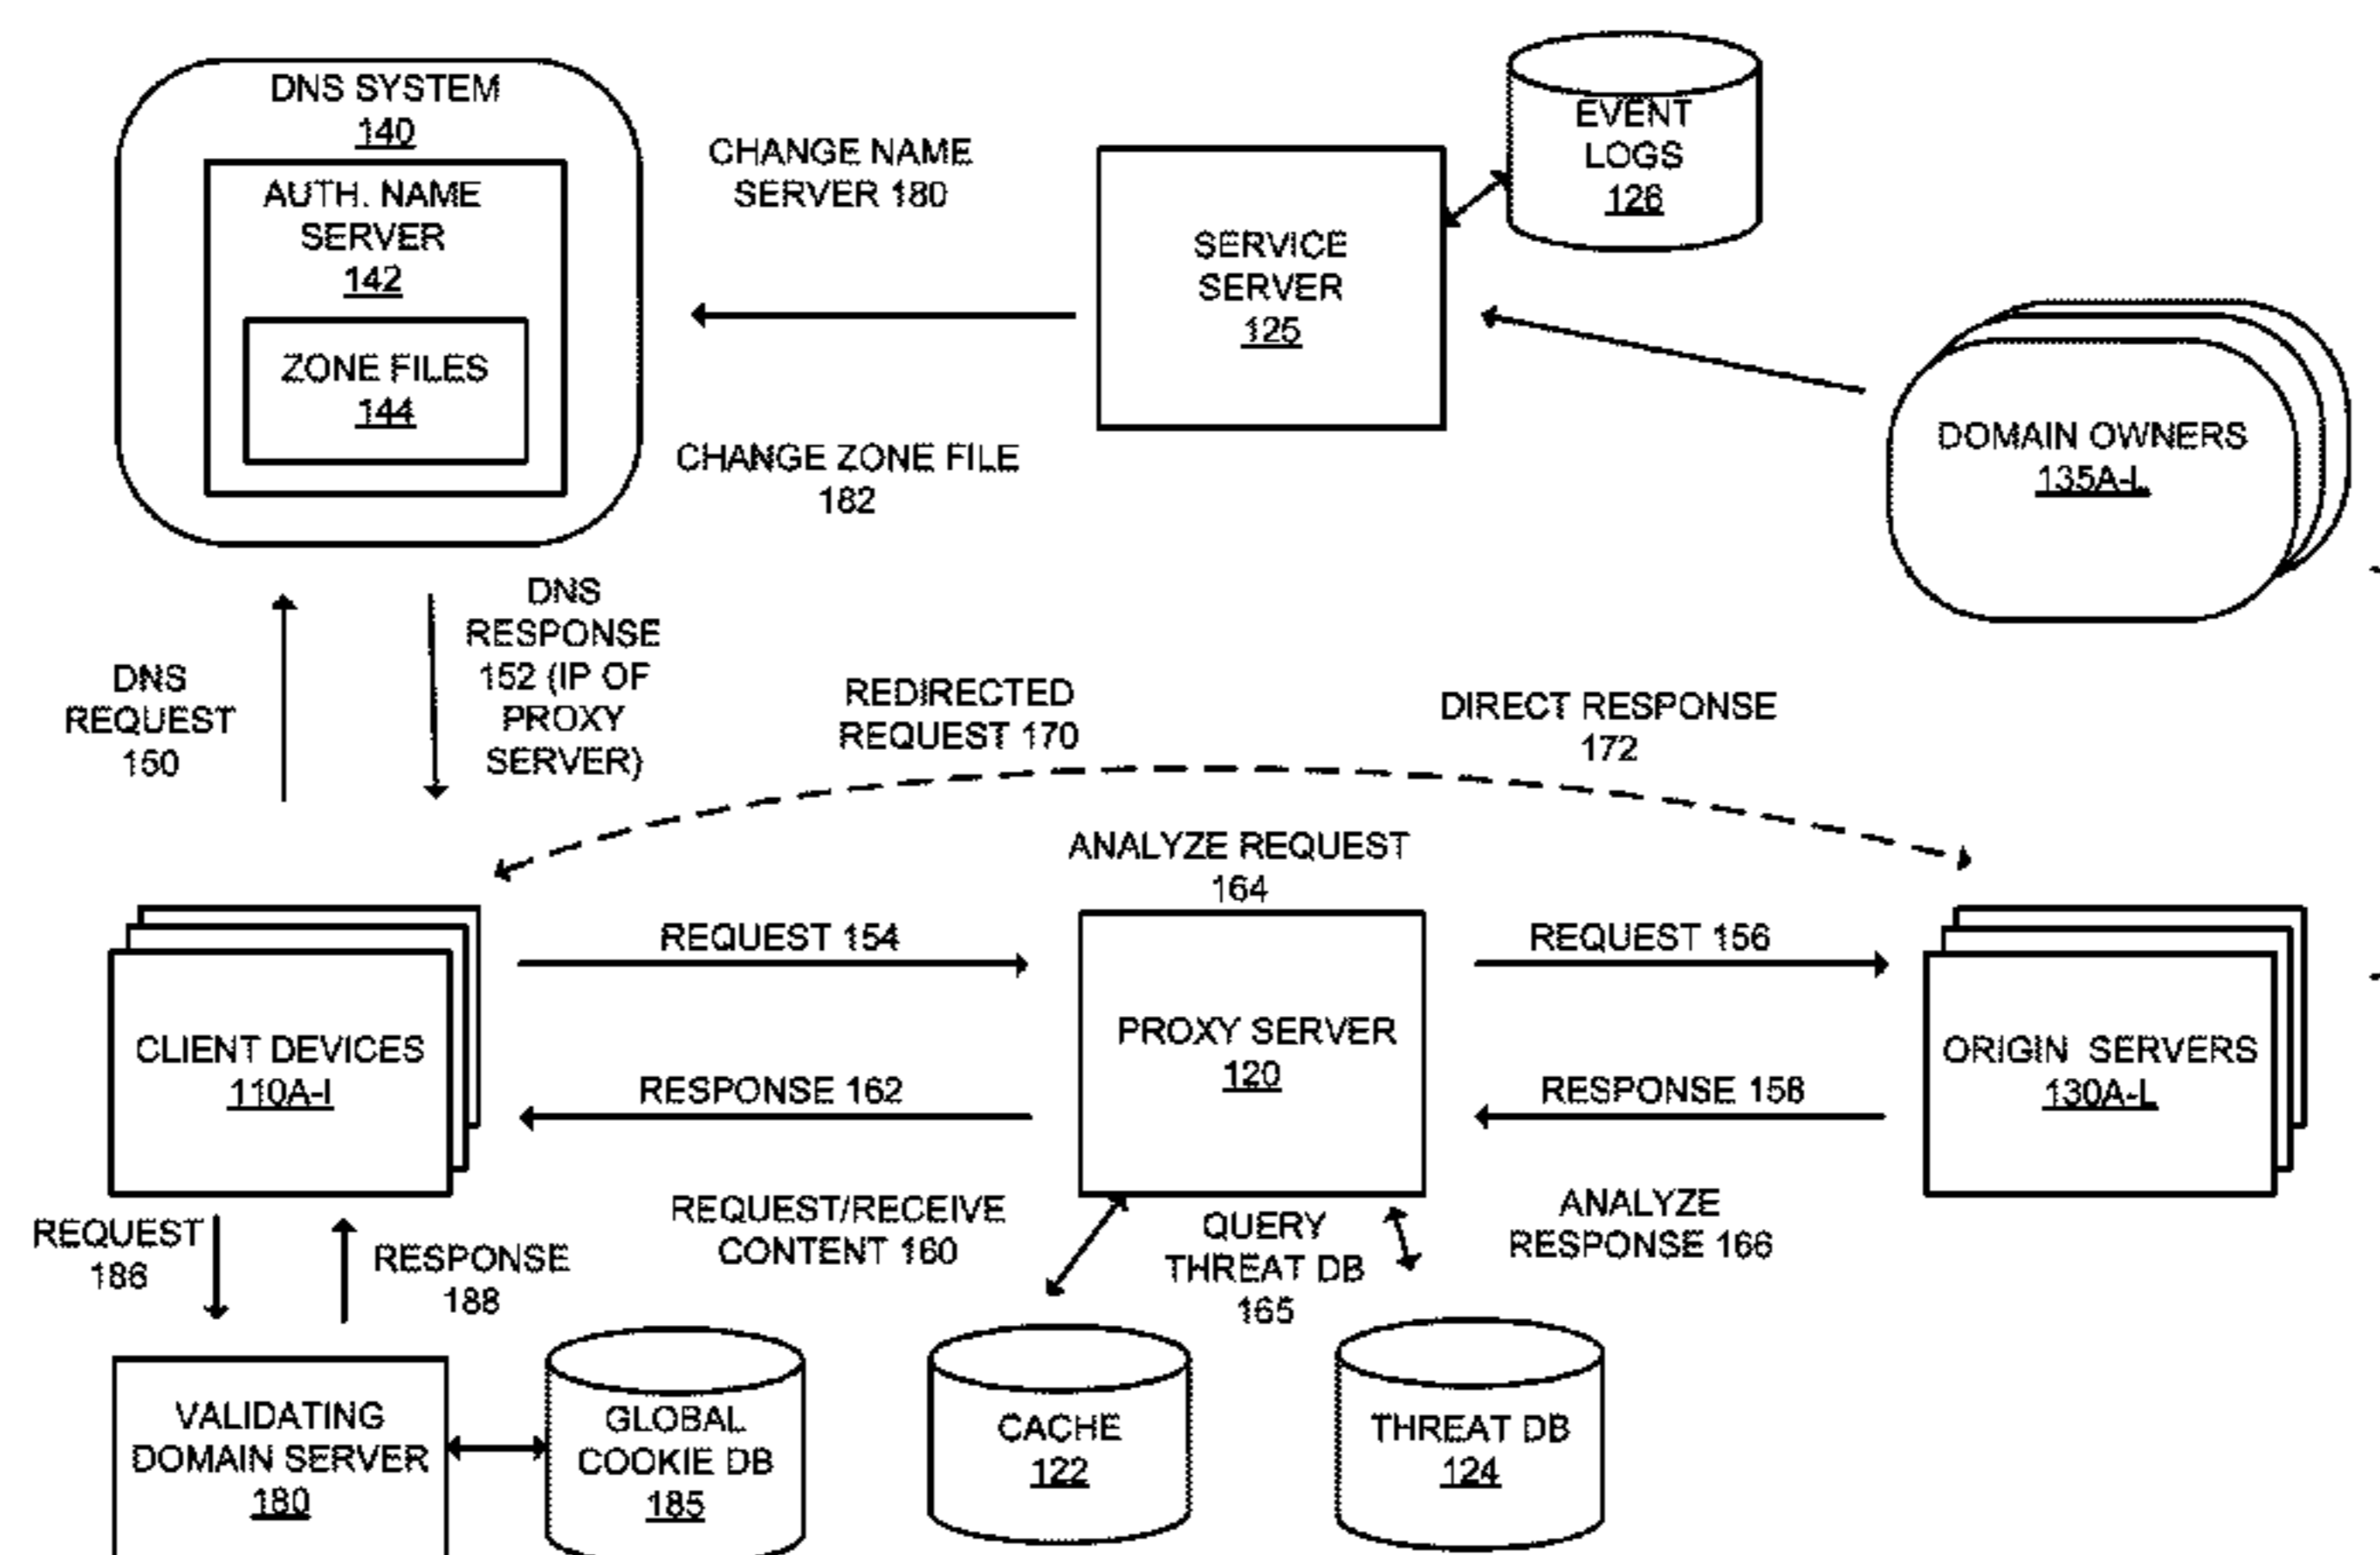 DNS SYSTEM
140
AUTH. NAME
SERVER
142
ZONE FILES
144
CHANGE NAME
SERVER 180
CHANGE ZONE FILE
182
SERVICE
SERVER
125
EVENT
LOGS
126
DOMAIN OWNERS
135A-L
DNS
REQUEST
150
DNS
RESPONSE
152 (IP OF
PROXY
SERVER)
REDIRECTED
REQUEST 170
DIRECT RESPONSE
172
ANALYZE REQUEST
164
CLIENT DEVICES
110A-I
REQUEST 154
RESPONSE 162
PROXY SERVER
120
REQUEST 156
RESPONSE 158
ORIGIN SERVERS
130A-L
REQUEST
186
RESPONSE
188
REQUEST/RECEIVE
CONTENT 160
QUERY
THREAT DB
165
ANALYZE
RESPONSE 166
VALIDATING
DOMAIN SERVER
180
GLOBAL
COOKIE DB
185
CACHE
122
THREAT DB
124